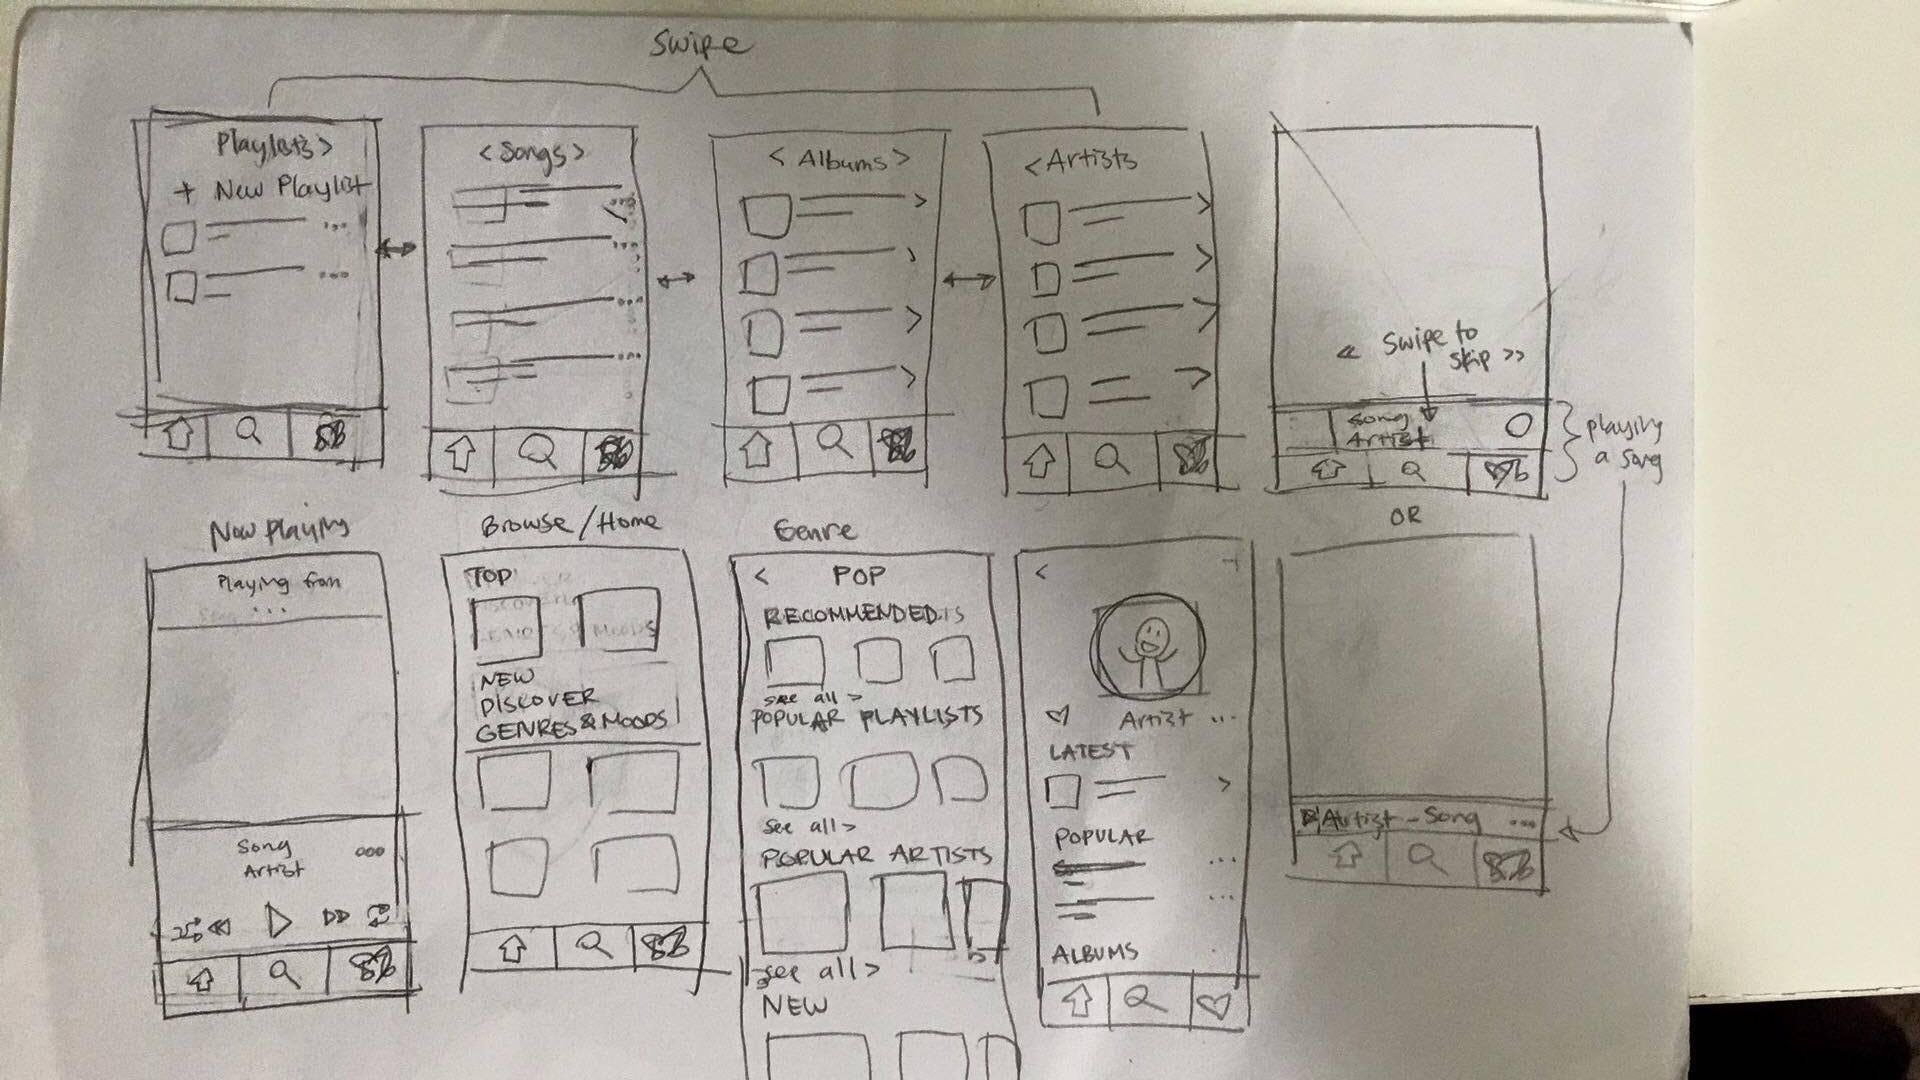 Swipe
Playlists >
+ New Playlist
< Songs >
< Albums >
< Artists
<< Swipe to
skip >>
Song
Artist
playing
a song
OR
Now Playing
Playing from
...
Song
Artist
Browse/Home
TOP
NEW
DISCOVER
GENRES & MOODS
Genre
< POP
RECOMMENDED
see all >
POPULAR PLAYLISTS
See all >
POPULAR ARTISTS
see all >
NEW
<
Artist ...
LATEST
POPULAR
ALBUMS
Artist - Song ...